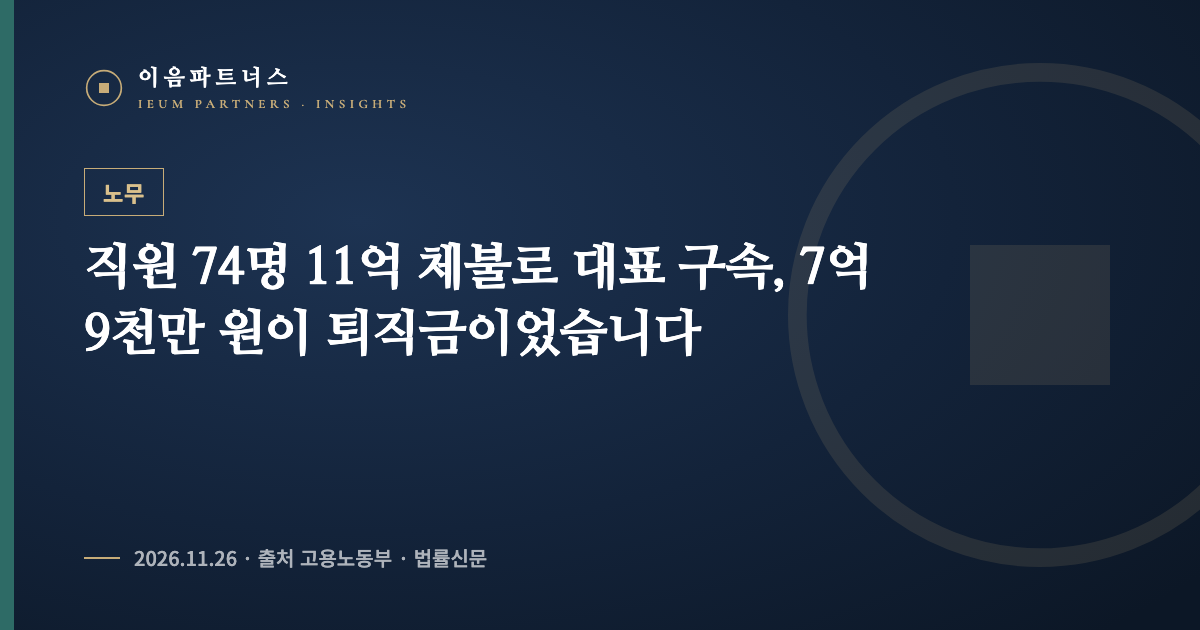 이음파트너스
IEUM PARTNERS · INSIGHTS
노무
직원 74명 11억 체불로 대표 구속, 7억
9천만 원이 퇴직금이었습니다
2026.11.26 · 출처 고용노동부 · 법률신문